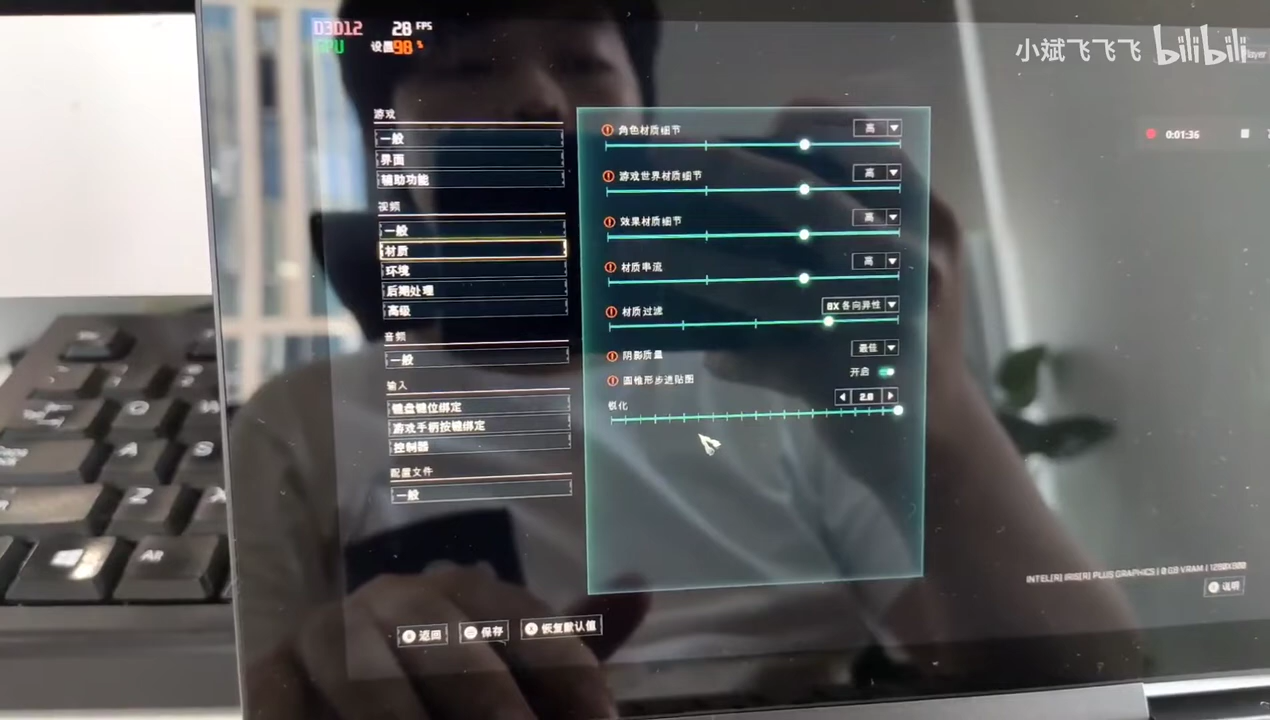 D3D12 28 FPS
GPU 98 %
设置
小斌飞飞飞 bilibili
layer
0:01:36
游戏
一般
界面
辅助功能
视频
一般
材质
环境
后期处理
高级
音频
一般
输入
键盘键位绑定
游戏手柄按键绑定
控制器
配置文件
一般
角色材质细节 高
游戏世界材质细节 高
效果材质细节 高
材质串流 高
材质过滤 8X 各向异性
阴影质量 最佳
圆锥形步进贴图 开启
锐化 2.0
INTEL(R) IRIS(R) PLUS GRAPHICS | 0 GB VRAM | 1280X800
说明
返回 保存 恢复默认值
A
S
Z
Alt